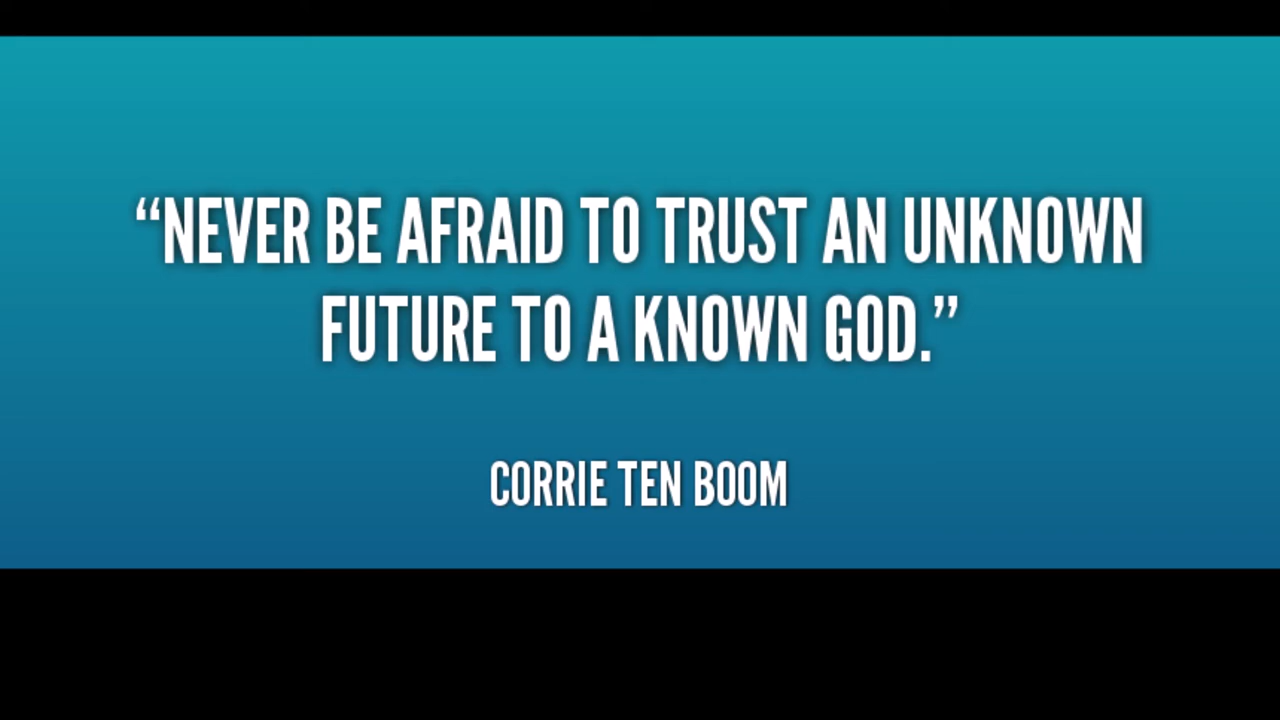 “NEVER BE AFRAID TO TRUST AN UNKNOWN
FUTURE TO A KNOWN GOD.”
CORRIE TEN BOOM